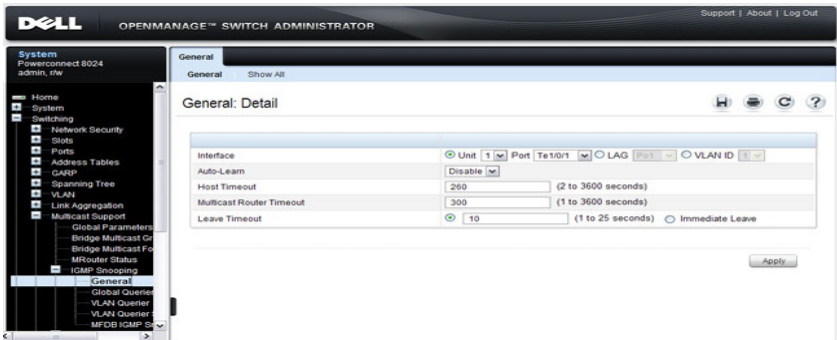 Support | About | Log Out
DELL OPENMANAGE™ SWITCH ADMINISTRATOR
System
Powerconnect 8024
admin, r/w
Home
System
Switching
Network Security
Slots
Ports
Address Tables
GARP
Spanning Tree
VLAN
Link Aggregation
Multicast Support
Global Parameters
Bridge Multicast Gr
Bridge Multicast Fo
MRouter Status
IGMP Snooping
General
Global Querier
VLAN Querier
VLAN Querier
MFDB IGMP Sn
General
General Show All
General: Detail
Interface Unit 1 Port Te1/0/1 LAG Po1 VLAN ID
Auto-Learn Disable
Host Timeout 260 (2 to 3600 seconds)
Multicast Router Timeout 300 (1 to 3600 seconds)
Leave Timeout 10 (1 to 25 seconds) Immediate Leave
Apply